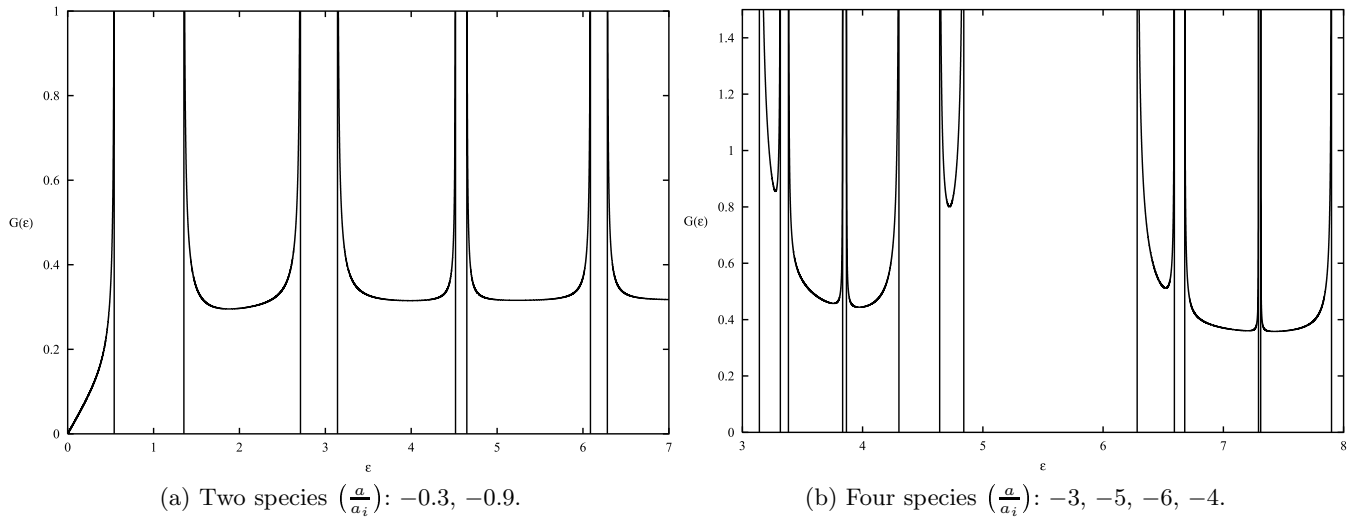 1
0.8
0.6
G(ε)
0.4
0.2
0
0 1 2 3 4 5 6 7
ε
(a) Two species (a/a_i): −0.3, −0.9.
1.4
1.2
1
G(ε)
0.8
0.6
0.4
0.2
0
3 4 5 6 7 8
ε
(b) Four species (a/a_i): −3, −5, −6, −4.